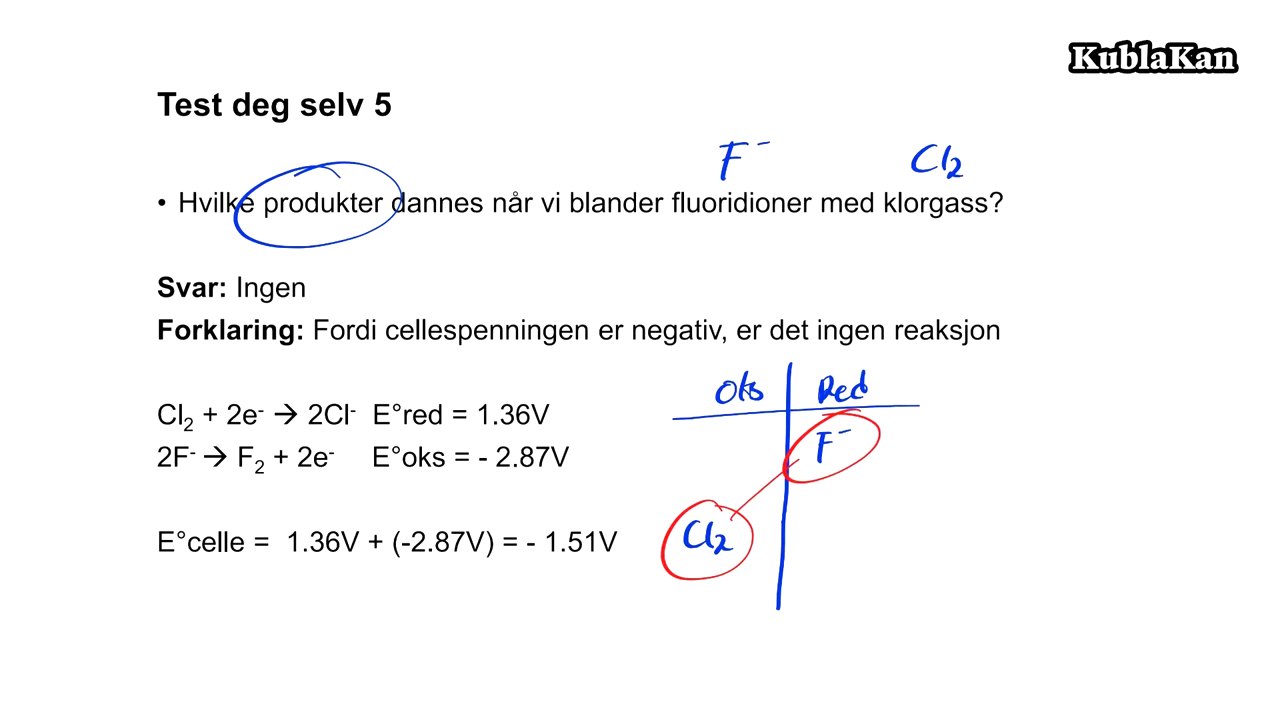 KublaKan
Test deg selv 5
F⁻ Cl₂
• Hvilke produkter dannes når vi blander fluoridioner med klorgass?
Svar: Ingen
Forklaring: Fordi cellespenningen er negativ, er det ingen reaksjon
Oks Red
Cl₂ + 2e⁻ → 2Cl⁻ E°red = 1.36V
F⁻
2F⁻ → F₂ + 2e⁻ E°oks = - 2.87V
E°celle = 1.36V + (-2.87V) = - 1.51V
Cl₂